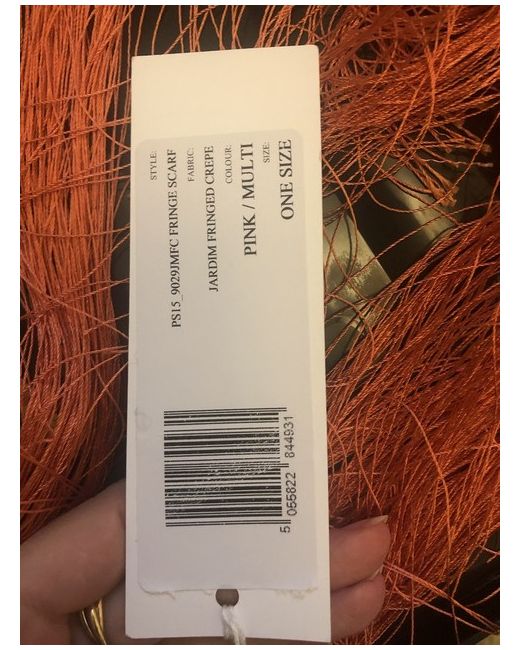 STYLE:
PS15_9029JMFC FRINGE SCARF
FABRIC:
JARDIM FRINGED CREPE
COLOUR:
PINK / MULTI
SIZE:
ONE SIZE
5 055822 844931